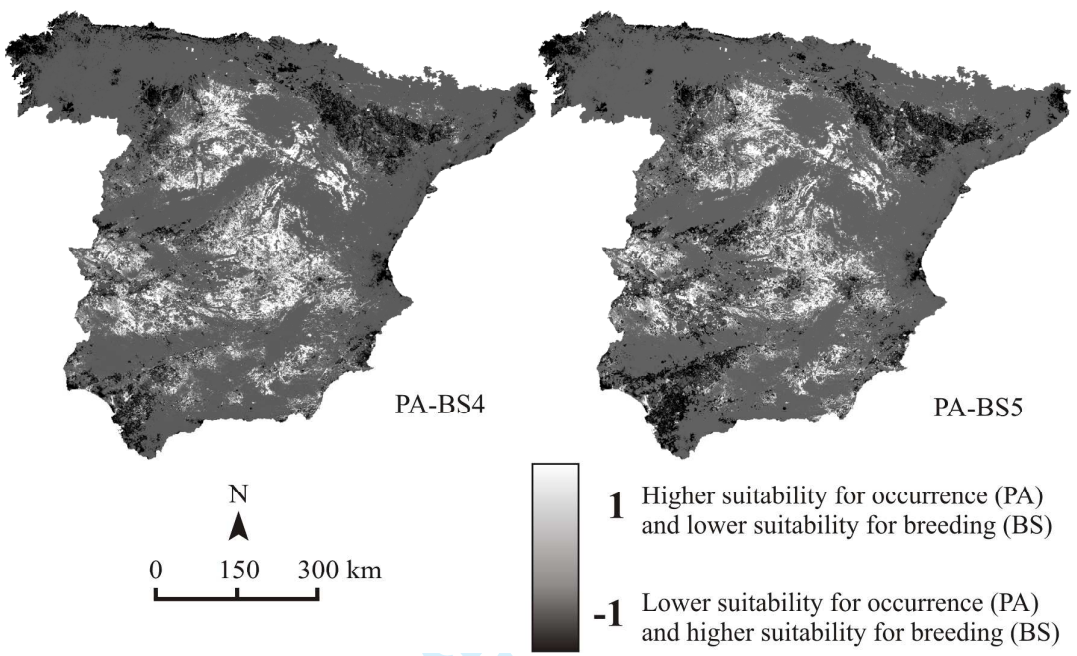 PA-BS4
PA-BS5
N
0 150 300 km
1 Higher suitability for occurrence (PA)
and lower suitability for breeding (BS)
-1 Lower suitability for occurrence (PA)
and higher suitability for breeding (BS)